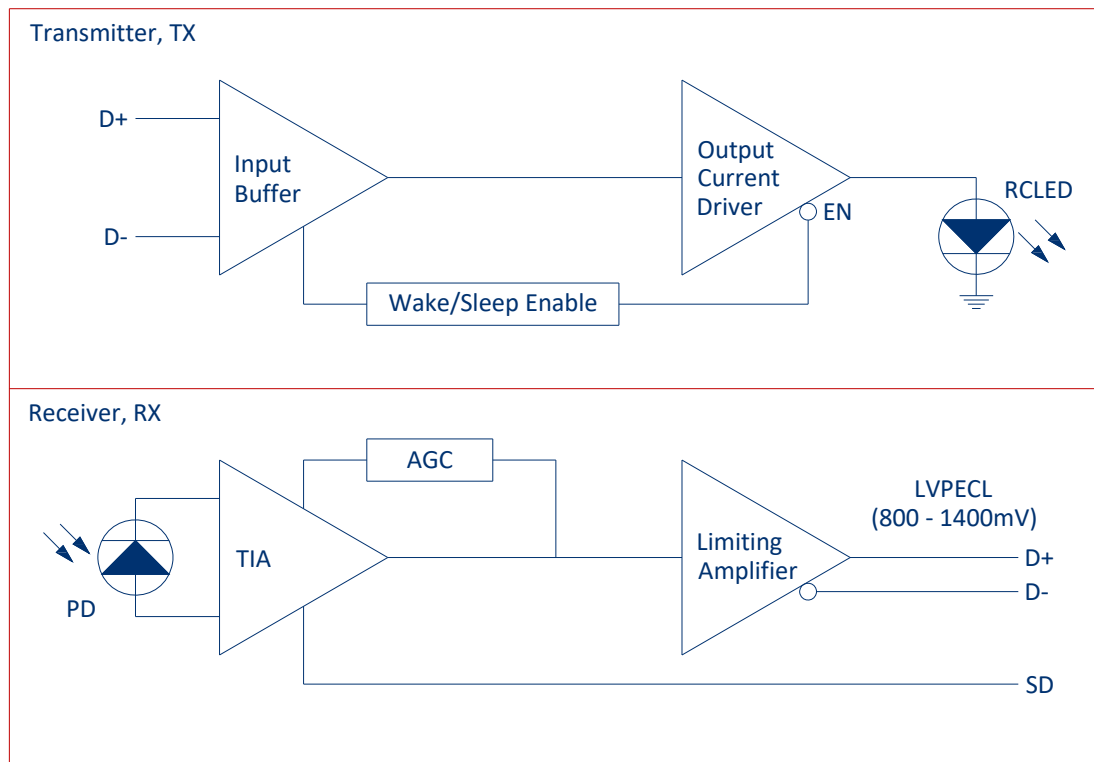 Transmitter, TX
D+
D-
Input
Buffer
Output
Current
Driver
EN
RCLED
Wake/Sleep Enable
Receiver, RX
AGC
PD
TIA
Limiting
Amplifier
LVPECL
(800 - 1400mV)
D+
D-
SD